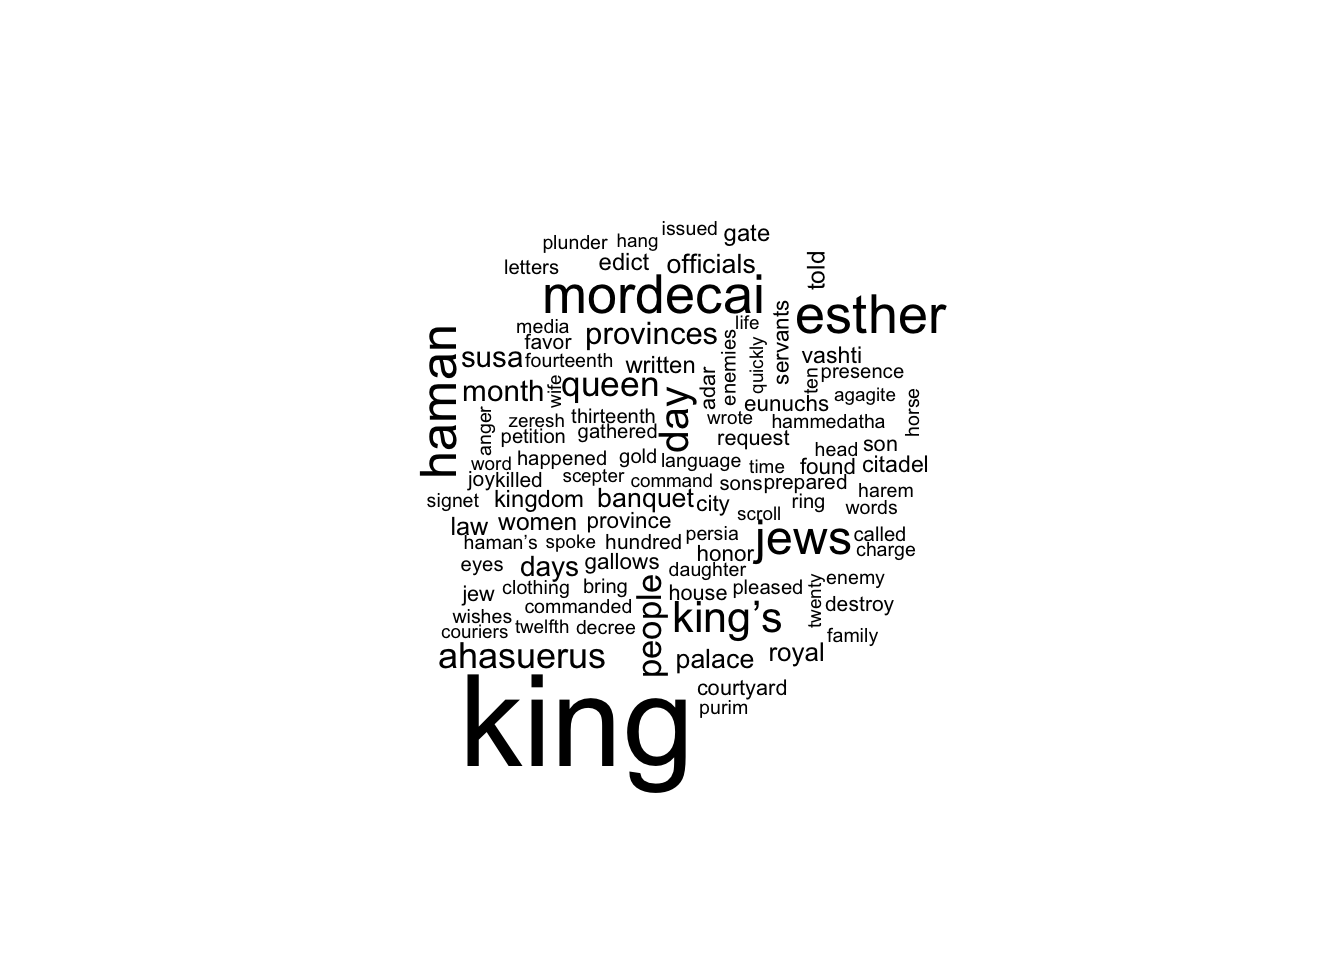 issued
gate
plunder
hang
letters
edict
officials
told
mordecai
esther
media
provinces
life
servants
favor
haman
susa
fourteenth
written
enemies
quickly
vashti
presence
month
wife
queen
day
adar
ten
agagite
horse
eunuchs
anger
zeresh
thirteenth
wrote
hammedatha
petition
gathered
request
head
son
word
happened
gold
language
time
found
citadel
joy
killed
scepter
command
sons
prepared
harem
signet
kingdom
banquet
city
ring
words
scroll
law
women
province
persia
jews
called
haman’s
spoke
hundred
honor
charge
eyes
days
gallows
daughter
enemy
jew
clothing
bring
people
house
pleased
twenty
destroy
wishes
commanded
king’s
couriers
twelfth
decree
family
ahasuerus
palace
royal
king
courtyard
purim